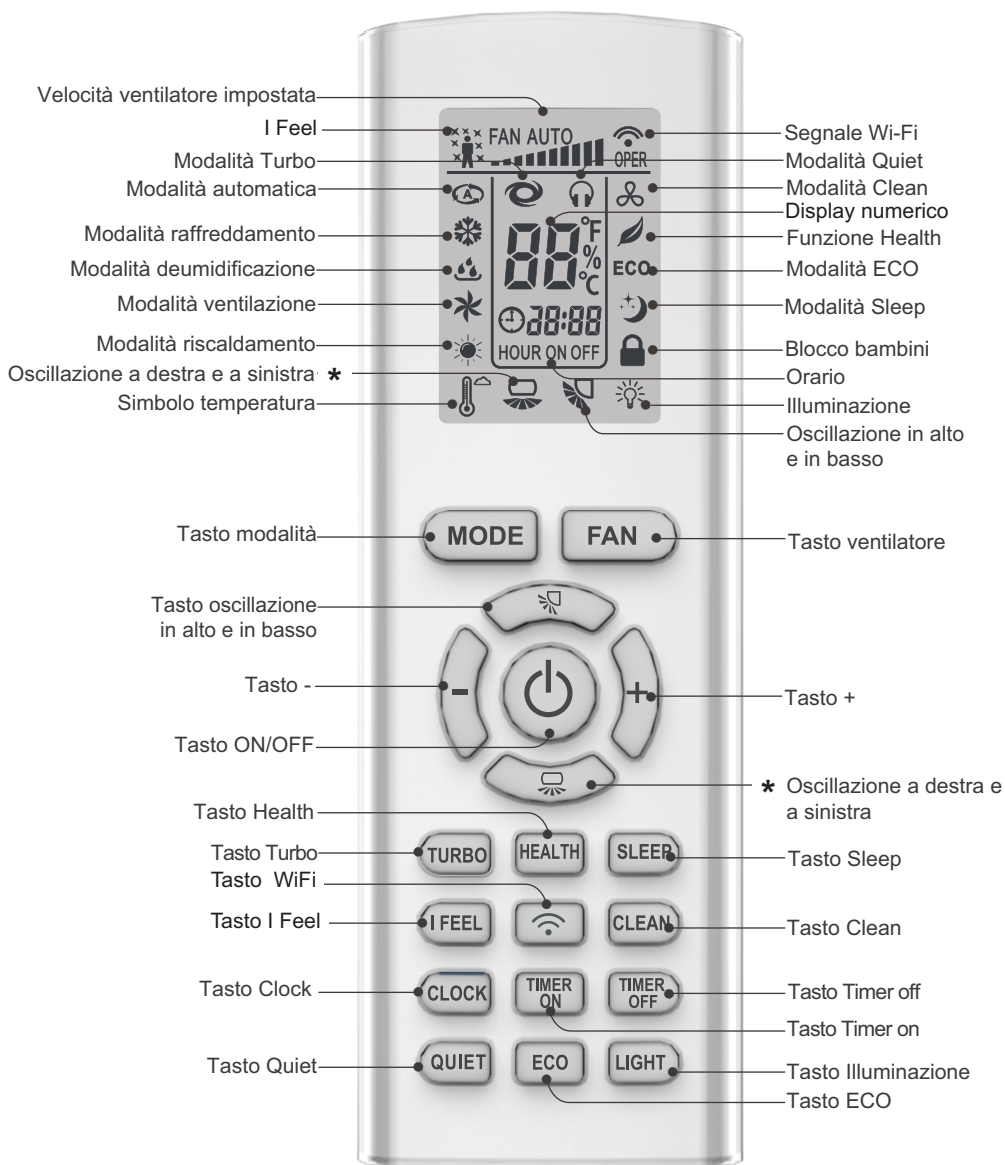 Velocità ventilatore impostata
I Feel
Modalità Turbo
Modalità automatica
Modalità raffreddamento
Modalità deumidificazione
Modalità ventilazione
Modalità riscaldamento
Oscillazione a destra e a sinistra *
Simbolo temperatura
FAN AUTO
OPER
88
°F
%
°C
ECO
28:88
HOUR ON OFF
Segnale Wi-Fi
Modalità Quiet
Modalità Clean
Display numerico
Funzione Health
Modalità ECO
Modalità Sleep
Blocco bambini
Orario
Illuminazione
Oscillazione in alto
e in basso
Tasto modalità
MODE
FAN
Tasto ventilatore
Tasto oscillazione
in alto e in basso
Tasto -
-
+
Tasto +
Tasto ON/OFF
* Oscillazione a destra e
a sinistra
Tasto Health
Tasto Turbo
TURBO
HEALTH
SLEEP
Tasto Sleep
Tasto WiFi
Tasto I Feel
I FEEL
CLEAN
Tasto Clean
Tasto Clock
CLOCK
TIMER
ON
TIMER
OFF
Tasto Timer off
Tasto Timer on
Tasto Quiet
QUIET
ECO
LIGHT
Tasto Illuminazione
Tasto ECO